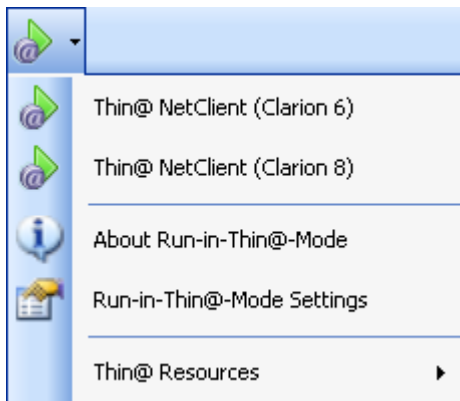 Thin@ NetClient (Clarion 6)
Thin@ NetClient (Clarion 8)
About Run-in-Thin@-Mode
Run-in-Thin@-Mode Settings
Thin@ Resources